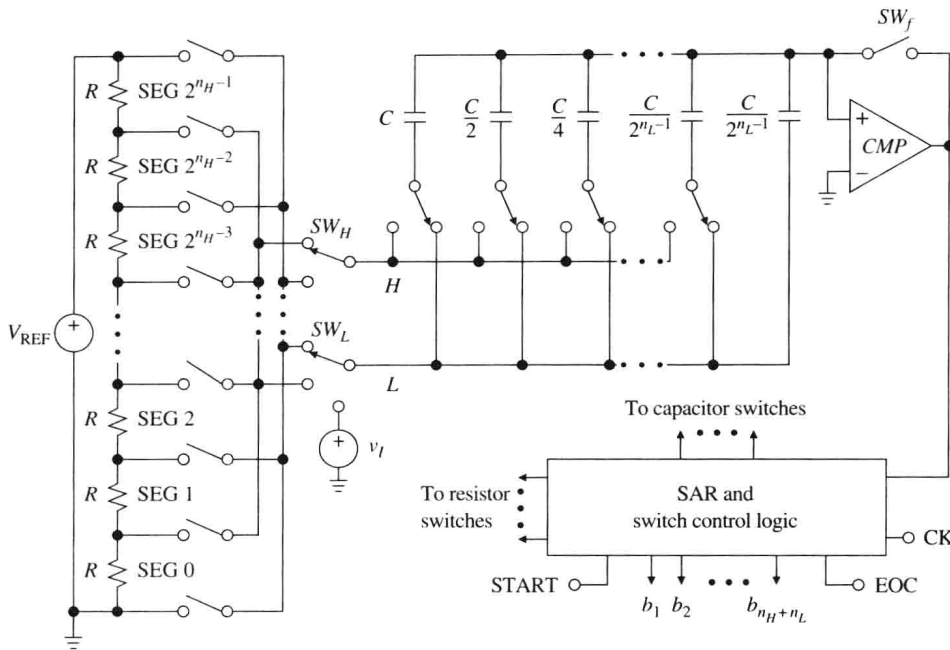 SW_f
R SEG 2^{n_H-1}
C C/2 C/4 C/2^{n_L-1} C/2^{n_L-1}
+
CMP
−
R SEG 2^{n_H-2}
R SEG 2^{n_H-3}
SW_H
H
V_REF +
SW_L
L
R SEG 2
+ v_I
To capacitor switches
R SEG 1
To resistor
switches
SAR and
switch control logic
CK
R SEG 0
START
EOC
b_1 b_2 b_{n_H+n_L}